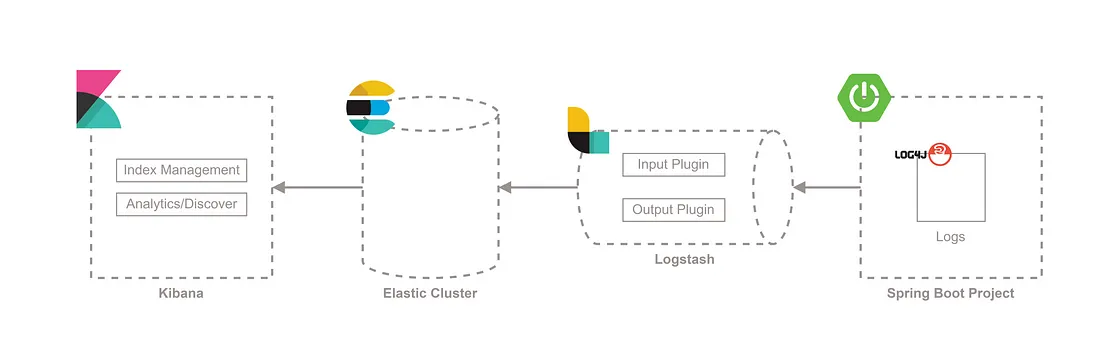 Index Management
Analytics/Discover
Kibana
Elastic Cluster
Input Plugin
Output Plugin
Logstash
LOG4J
Logs
Spring Boot Project